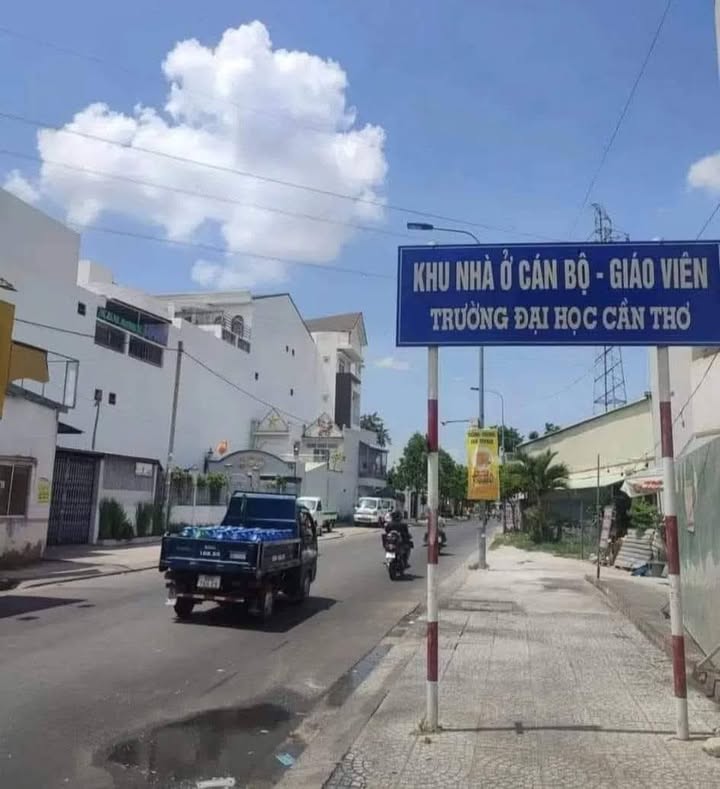 KHU NHÀ Ở CÁN BỘ - GIÁO VIÊN
TRƯỜNG ĐẠI HỌC CẦN THƠ